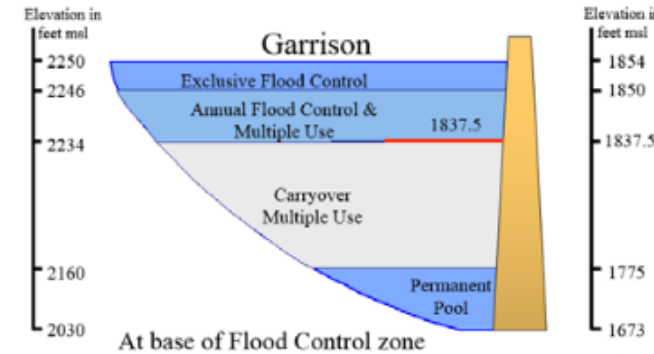 Elevation in
feet msl
2250
2246
2234
2160
2030
Garrison
Exclusive Flood Control
Annual Flood Control &
Multiple Use
1837.5
Carryover
Multiple Use
Permanent
Pool
At base of Flood Control zone
Elevation i
feet msl
1854
1850
1837.5
1775
1673